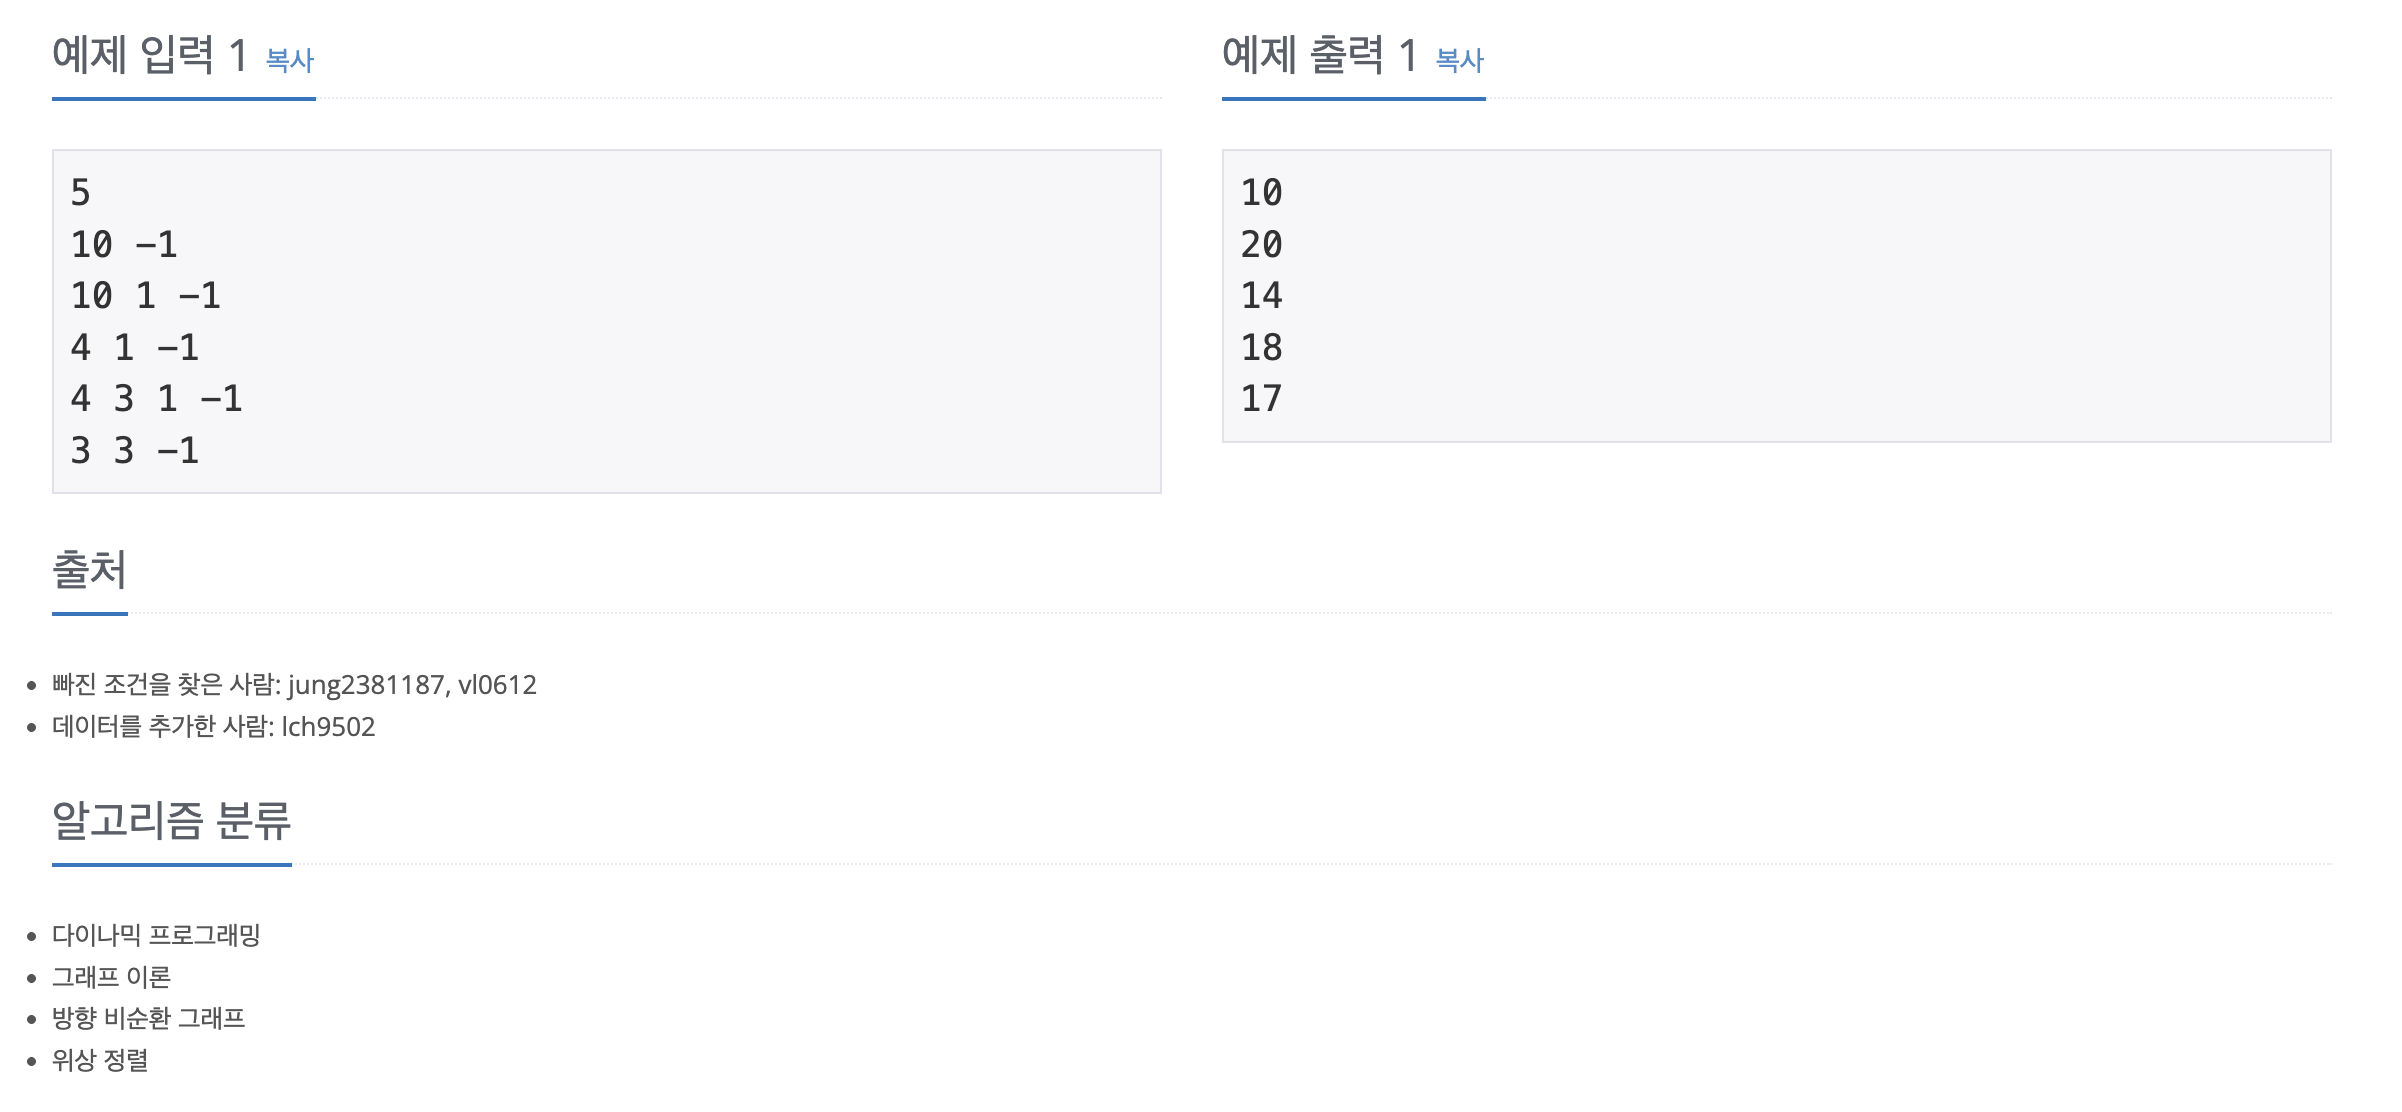 예제 입력 1 복사
5
10 -1
10 1 -1
4 1 -1
4 3 1 -1
3 3 -1
예제 출력 1 복사
10
20
14
18
17
출처
빠진 조건을 찾은 사람: jung2381187, vl0612
데이터를 추가한 사람: lch9502
알고리즘 분류
다이나믹 프로그래밍
그래프 이론
방향 비순환 그래프
위상 정렬